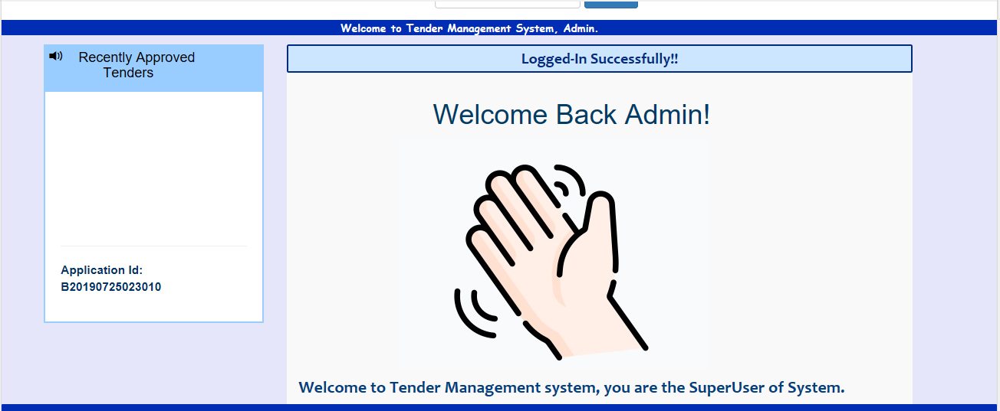 Welcome to Tender Management System, Admin.
Recently Approved
Tenders
Application Id:
B20190725023010
Logged-In Successfully!!
Welcome Back Admin!
Welcome to Tender Management system, you are the SuperUser of System.